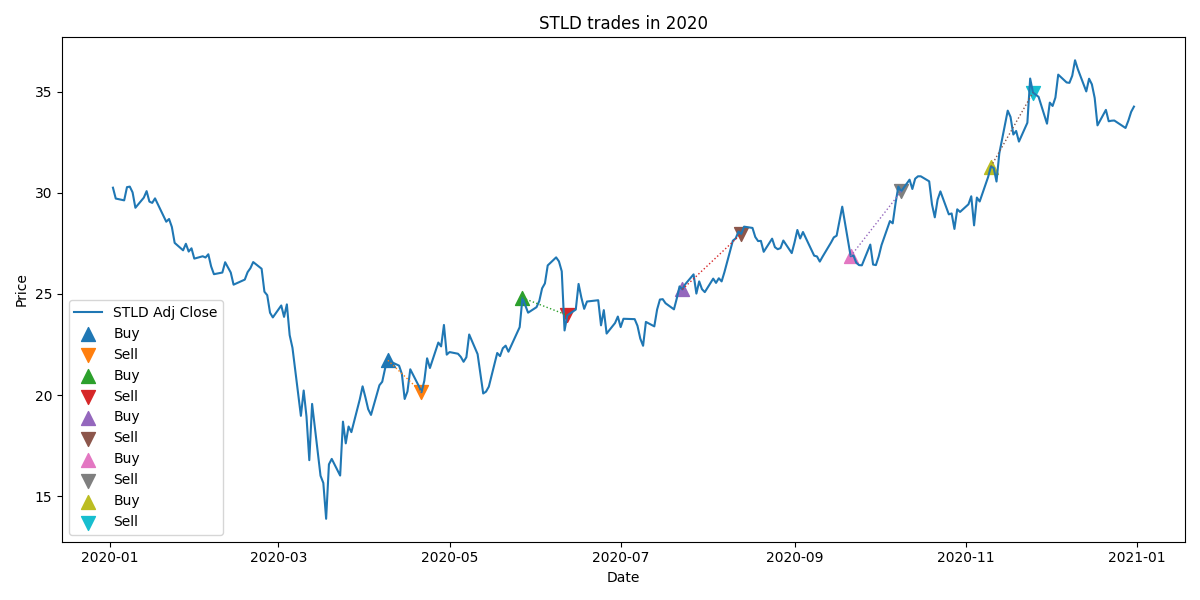 STLD trades in 2020
Price
35
30
25
20
15
STLD Adj Close
Buy
Sell
Buy
Sell
Buy
Sell
Buy
Sell
Buy
Sell
2020-01 2020-03 2020-05 2020-07 2020-09 2020-11 2021-01
Date